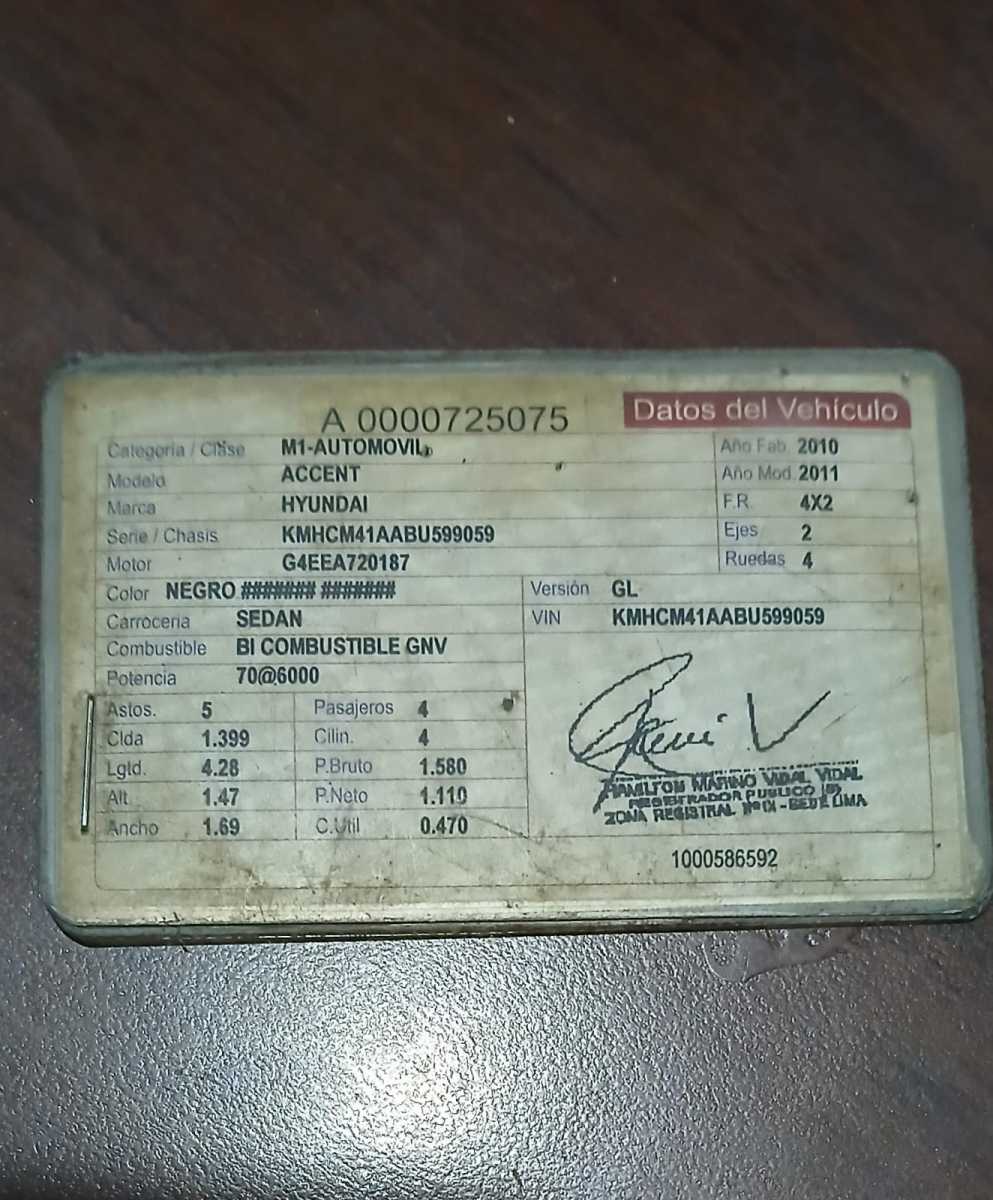 A 0000725075 Datos del Vehículo
Categoria / Clase M1-AUTOMOVIL Año Fab. 2010
Modelo ACCENT Año Mod. 2011
Marca HYUNDAI F.R. 4X2
Serie / Chasis KMHCM41AABU599059 Ejes 2
Motor G4EEA720187 Ruedas 4
Color NEGRO ####### ####### Versión GL
Carroceria SEDAN VIN KMHCM41AABU599059
Combustible BI COMBUSTIBLE GNV
Potencia 70@6000
Astos. 5 Pasajeros 4
Clda 1.399 Cilin. 4
Lgtd. 4.28 P.Bruto 1.580
Alt 1.47 P.Neto 1.110
Ancho 1.69 C.Util 0.470
HAMILTON MARINO VIDAL VIDAL
REGISTRADOR PUBLICO (e)
ZONA REGISTRAL Nº IX - SEDE LIMA
1000586592